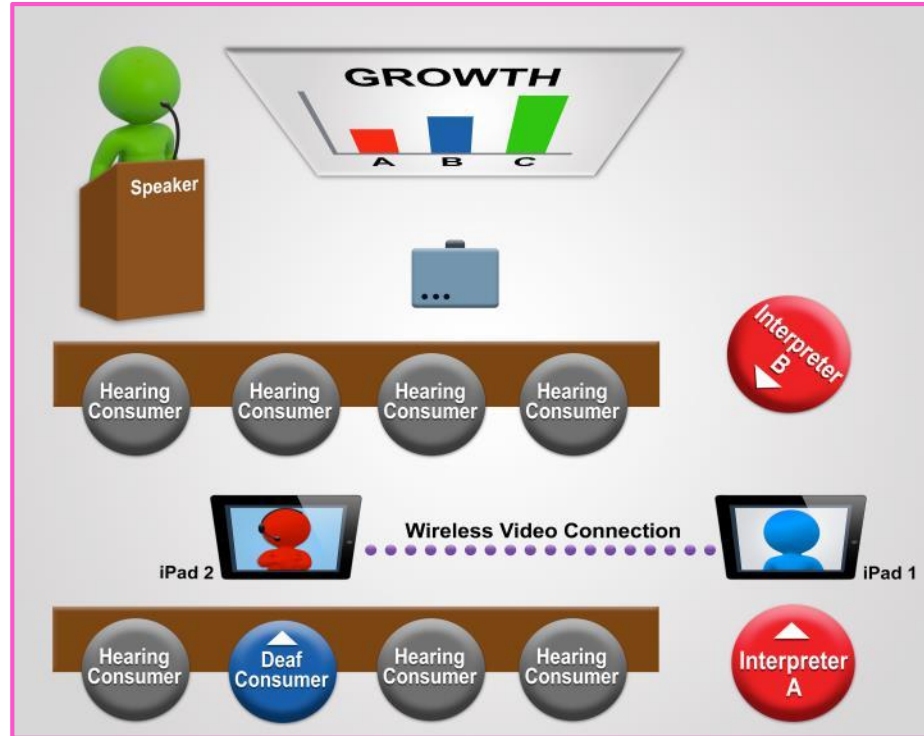 GROWTH
A B C
Speaker
Interpreter
B
Hearing
Consumer
Hearing
Consumer
Hearing
Consumer
Hearing
Consumer
Wireless Video Connection
iPad 2
iPad 1
Hearing
Consumer
Deaf
Consumer
Hearing
Consumer
Hearing
Consumer
Interpreter
A